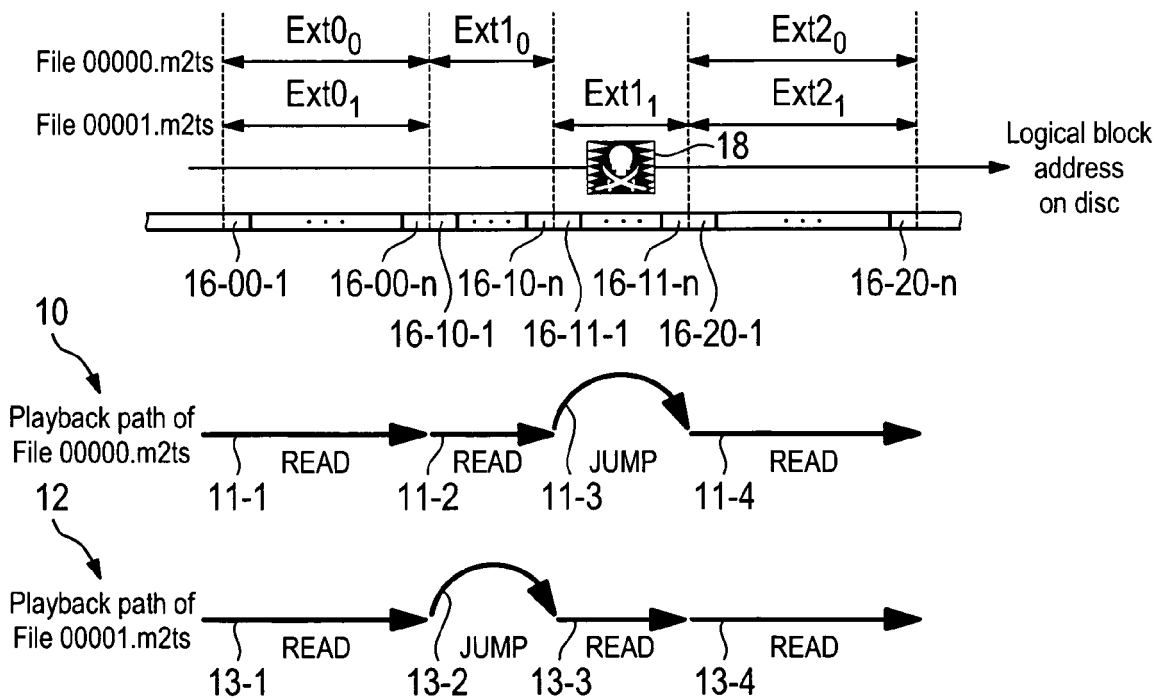 Ext0₀ Ext1₀ Ext2₀
File 00000.m2ts
Ext0₁ Ext1₁ Ext2₁
File 00001.m2ts
18
Logical block
address
on disc
. . . . . . . . . . . .
16-00-1 16-00-n 16-10-n 16-11-n 16-20-n
16-10-1 16-11-1 16-20-1
10
Playback path of
File 00000.m2ts
READ READ JUMP READ
11-1 11-2 11-3 11-4
12
Playback path of
File 00001.m2ts
READ JUMP READ READ
13-1 13-2 13-3 13-4